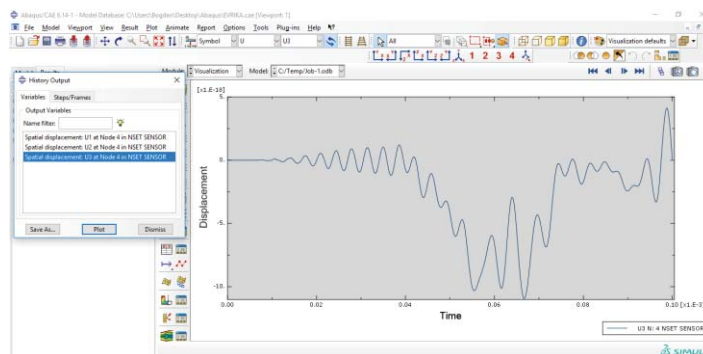 Abaqus/CAE 6.14-1 - Model Database: C:\Users\Bogdan\Desktop\Abaqus\EVRIKA.cae [Viewport: 1]
File Model Viewport View Result Plot Animate Report Options Tools Plug-ins Help
Symbol U U3 All Visualization defaults
1 2 3 4
Visualization Model: C:/Temp/Job-1.odb
History Output
Variables Steps/Frames
Output Variables
Name filter:
Spatial displacement: U1 at Node 4 in NSET SENSOR
Spatial displacement: U2 at Node 4 in NSET SENSOR
Spatial displacement: U3 at Node 4 in NSET SENSOR
Save As... Plot Dismiss
[x1.E-18]
5.
0.
-5.
-10.
Displacement
0.00 0.02 0.04 0.06 0.08 0.10 [x1.E-3]
Time
U3 N: 4 NSET SENSOR
SIMULIA